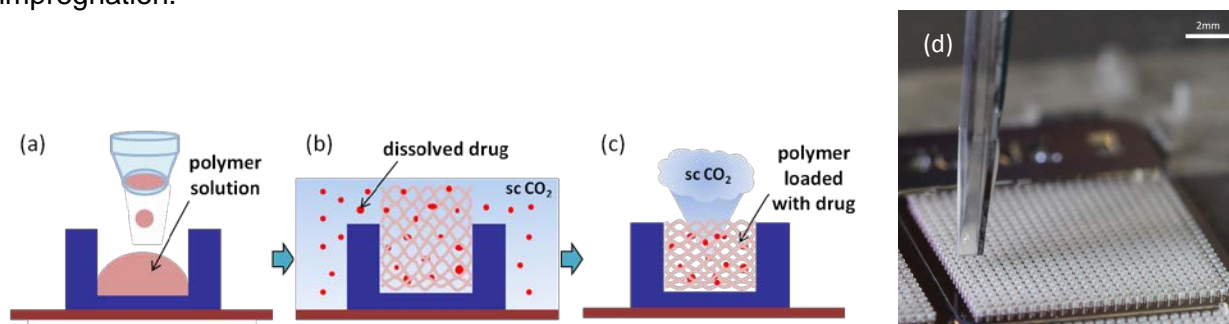 impregnation.
(a)
polymer
solution
(b)
dissolved drug
sc CO₂
(c)
sc CO₂
polymer
loaded
with drug
(d)
2mm